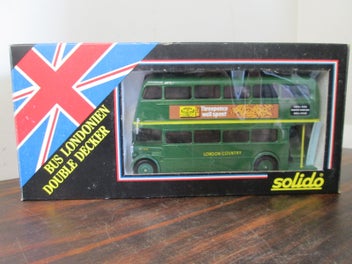 BUS LONDONIEN
DOUBLE DECKER
Threepence
well spent
LONDON COUNTRY
solido